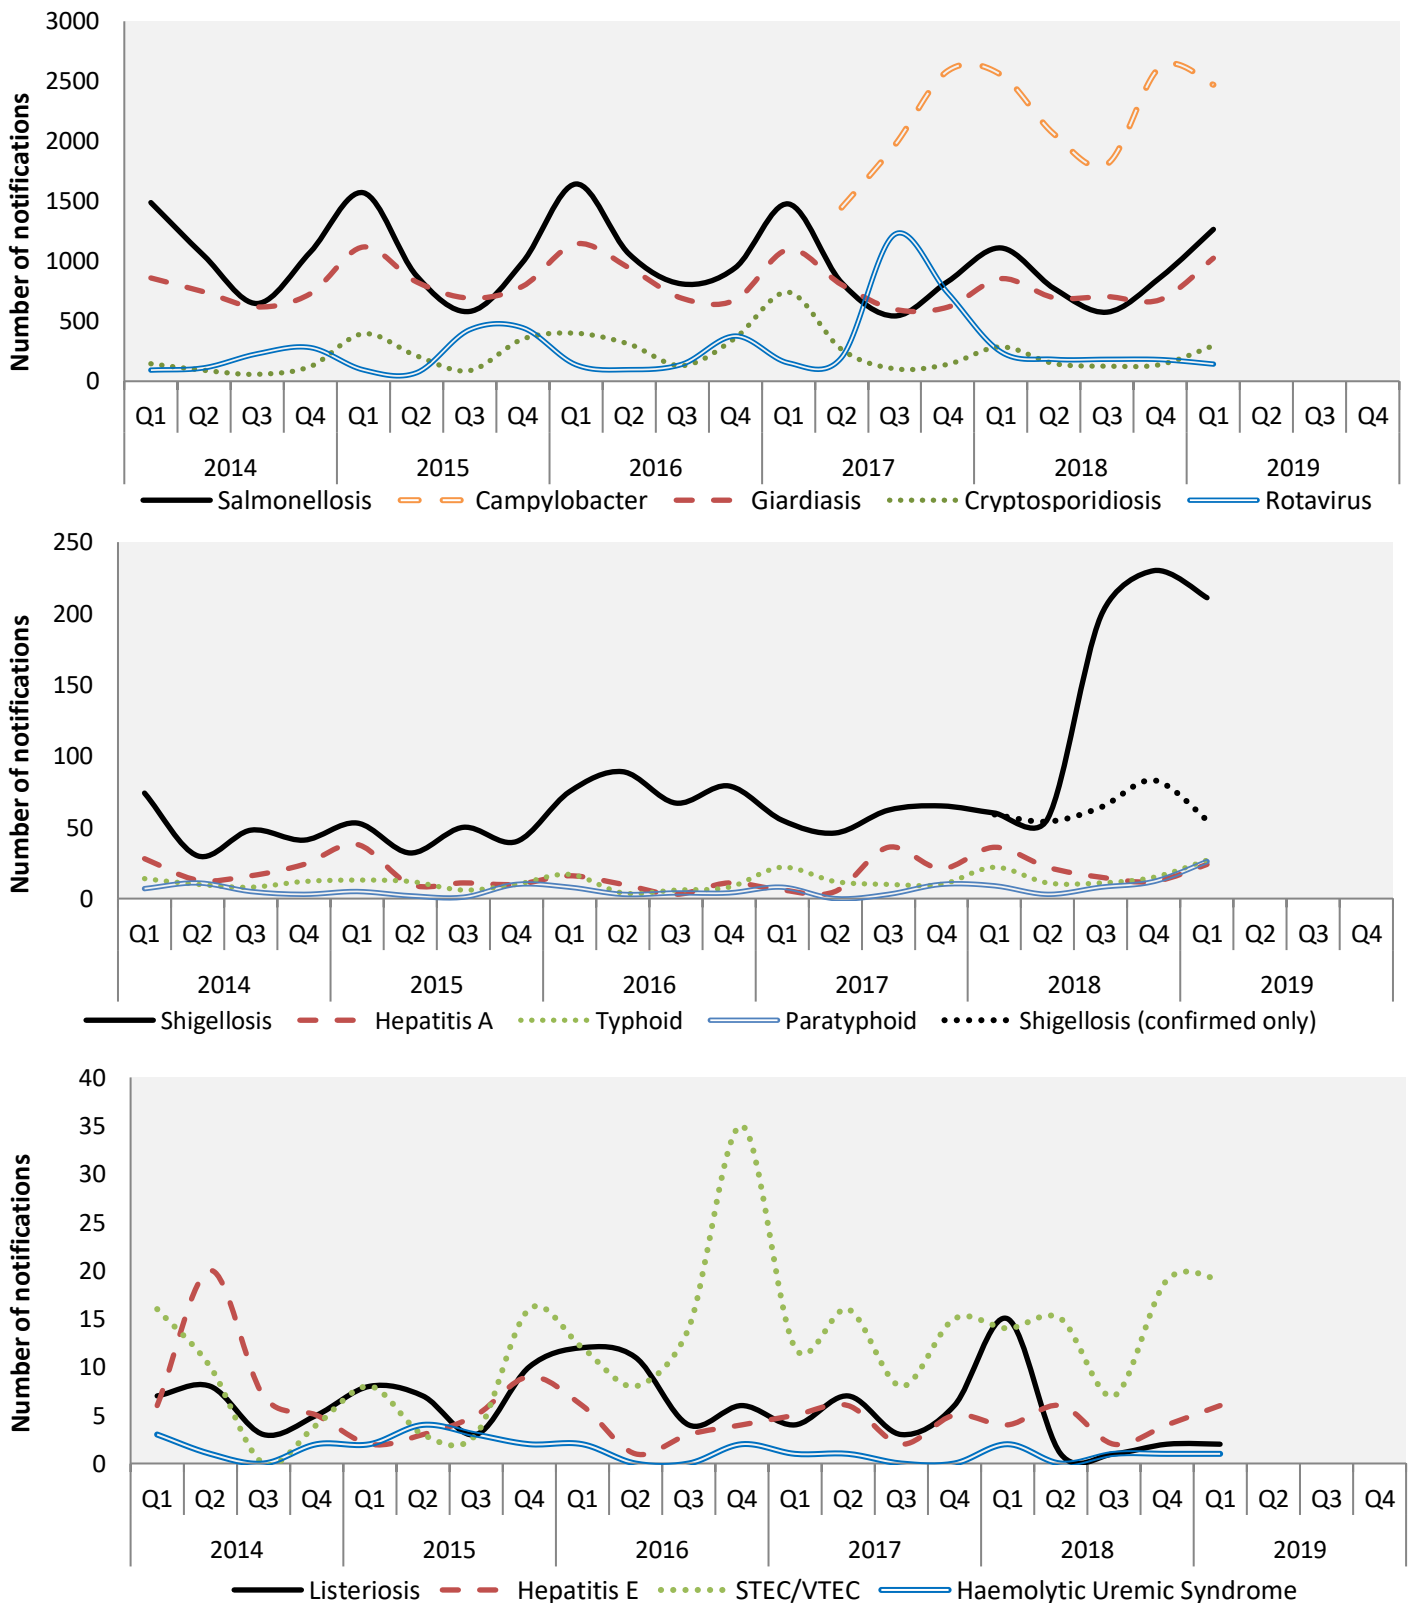 3000
2500
2000
1500
1000
500
0
Number of notifications
Q1 Q2 Q3 Q4 Q1 Q2 Q3 Q4 Q1 Q2 Q3 Q4 Q1 Q2 Q3 Q4 Q1 Q2 Q3 Q4 Q1 Q2 Q3 Q4
2014 2015 2016 2017 2018 2019
Salmonellosis Campylobacter Giardiasis Cryptosporidiosis Rotavirus
250
200
150
100
50
0
Number of notifications
Q1 Q2 Q3 Q4 Q1 Q2 Q3 Q4 Q1 Q2 Q3 Q4 Q1 Q2 Q3 Q4 Q1 Q2 Q3 Q4 Q1 Q2 Q3 Q4
2014 2015 2016 2017 2018 2019
Shigellosis Hepatitis A Typhoid Paratyphoid Shigellosis (confirmed only)
40
35
30
25
20
15
10
5
0
Number of notifications
Q1 Q2 Q3 Q4 Q1 Q2 Q3 Q4 Q1 Q2 Q3 Q4 Q1 Q2 Q3 Q4 Q1 Q2 Q3 Q4 Q1 Q2 Q3 Q4
2014 2015 2016 2017 2018 2019
Listeriosis Hepatitis E STEC/VTEC Haemolytic Uremic Syndrome